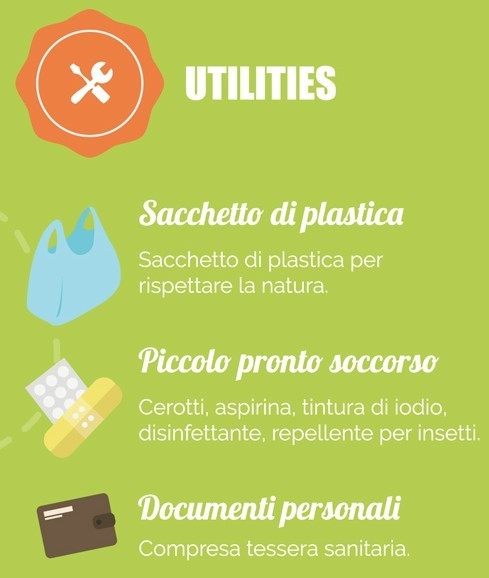 UTILITIES
Sacchetto di plastica
Sacchetto di plastica per
rispettare la natura.
Piccolo pronto soccorso
Cerotti, aspirina, tintura di iodio,
disinfettante, repellente per insetti.
Documenti personali
Compresa tessera sanitaria.